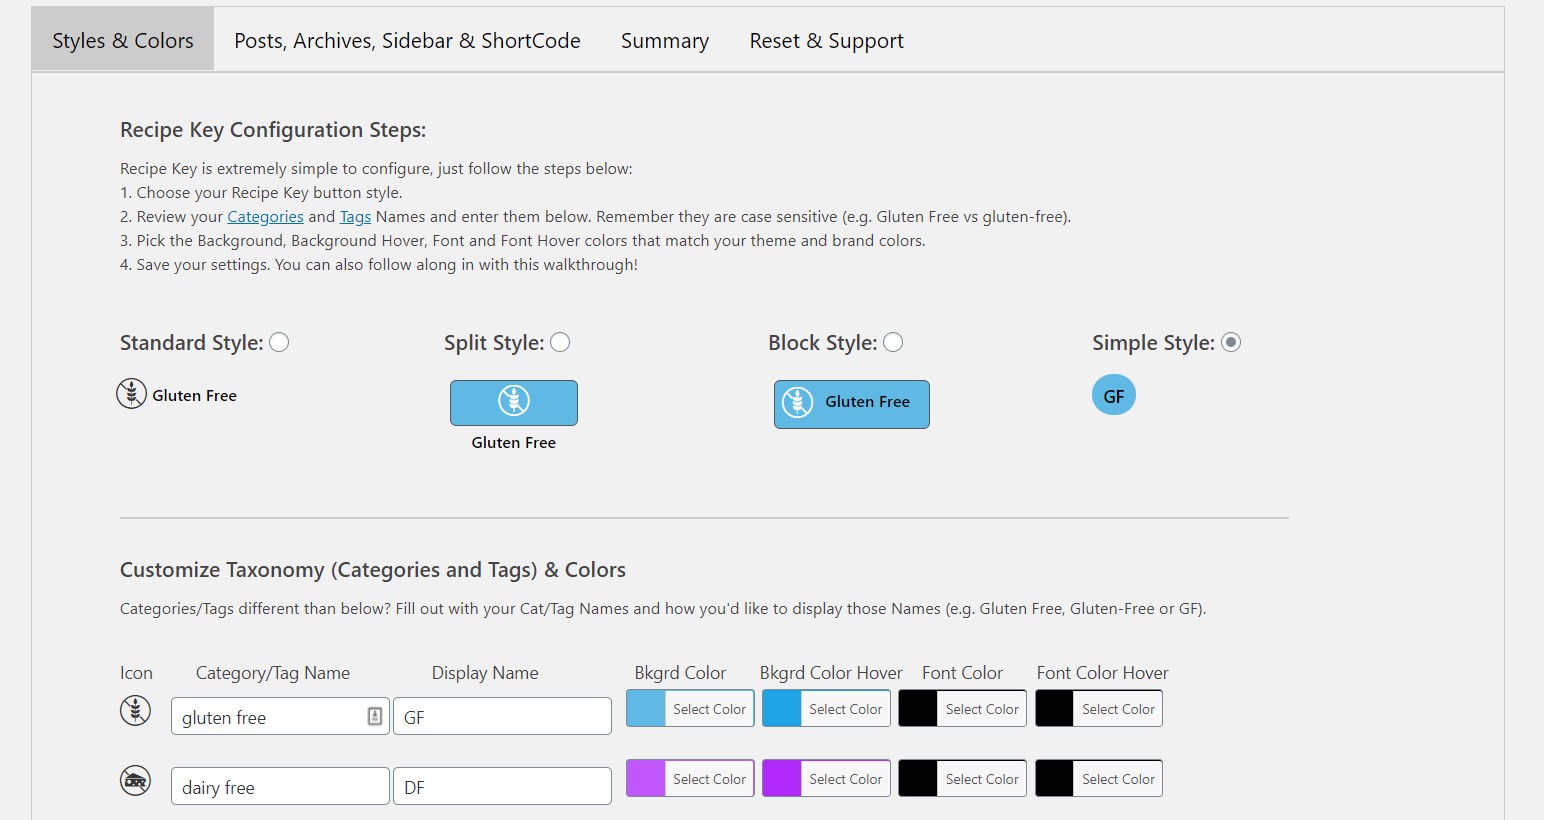 Styles & Colors Posts, Archives, Sidebar & ShortCode Summary Reset & Support
Recipe Key Configuration Steps:
Recipe Key is extremely simple to configure, just follow the steps below:
1. Choose your Recipe Key button style.
2. Review your Categories and Tags Names and enter them below. Remember they are case sensitive (e.g. Gluten Free vs gluten-free).
3. Pick the Background, Background Hover, Font and Font Hover colors that match your theme and brand colors.
4. Save your settings. You can also follow along in with this walkthrough!
Standard Style: Split Style: Block Style: Simple Style:
Gluten Free Gluten Free GF
Gluten Free
Customize Taxonomy (Categories and Tags) & Colors
Categories/Tags different than below? Fill out with your Cat/Tag Names and how you'd like to display those Names (e.g. Gluten Free, Gluten-Free or GF).
Icon Category/Tag Name Display Name Bkgrd Color Bkgrd Color Hover Font Color Font Color Hover
gluten free GF Select Color Select Color Select Color Select Color
dairy free DF Select Color Select Color Select Color Select Color